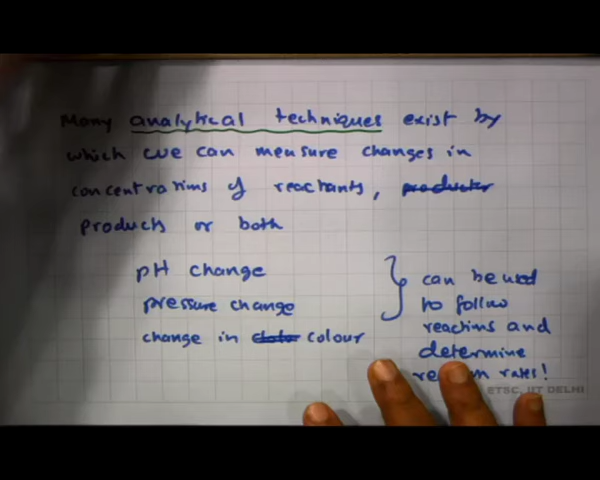 Many analytical techniques exist by
which we can measure changes in
concentrations of reactants,
products or both
pH change
pressure change
change in colour
can be used
to follow
reactions and
determine
rates!
ETSC, IIT DELHI